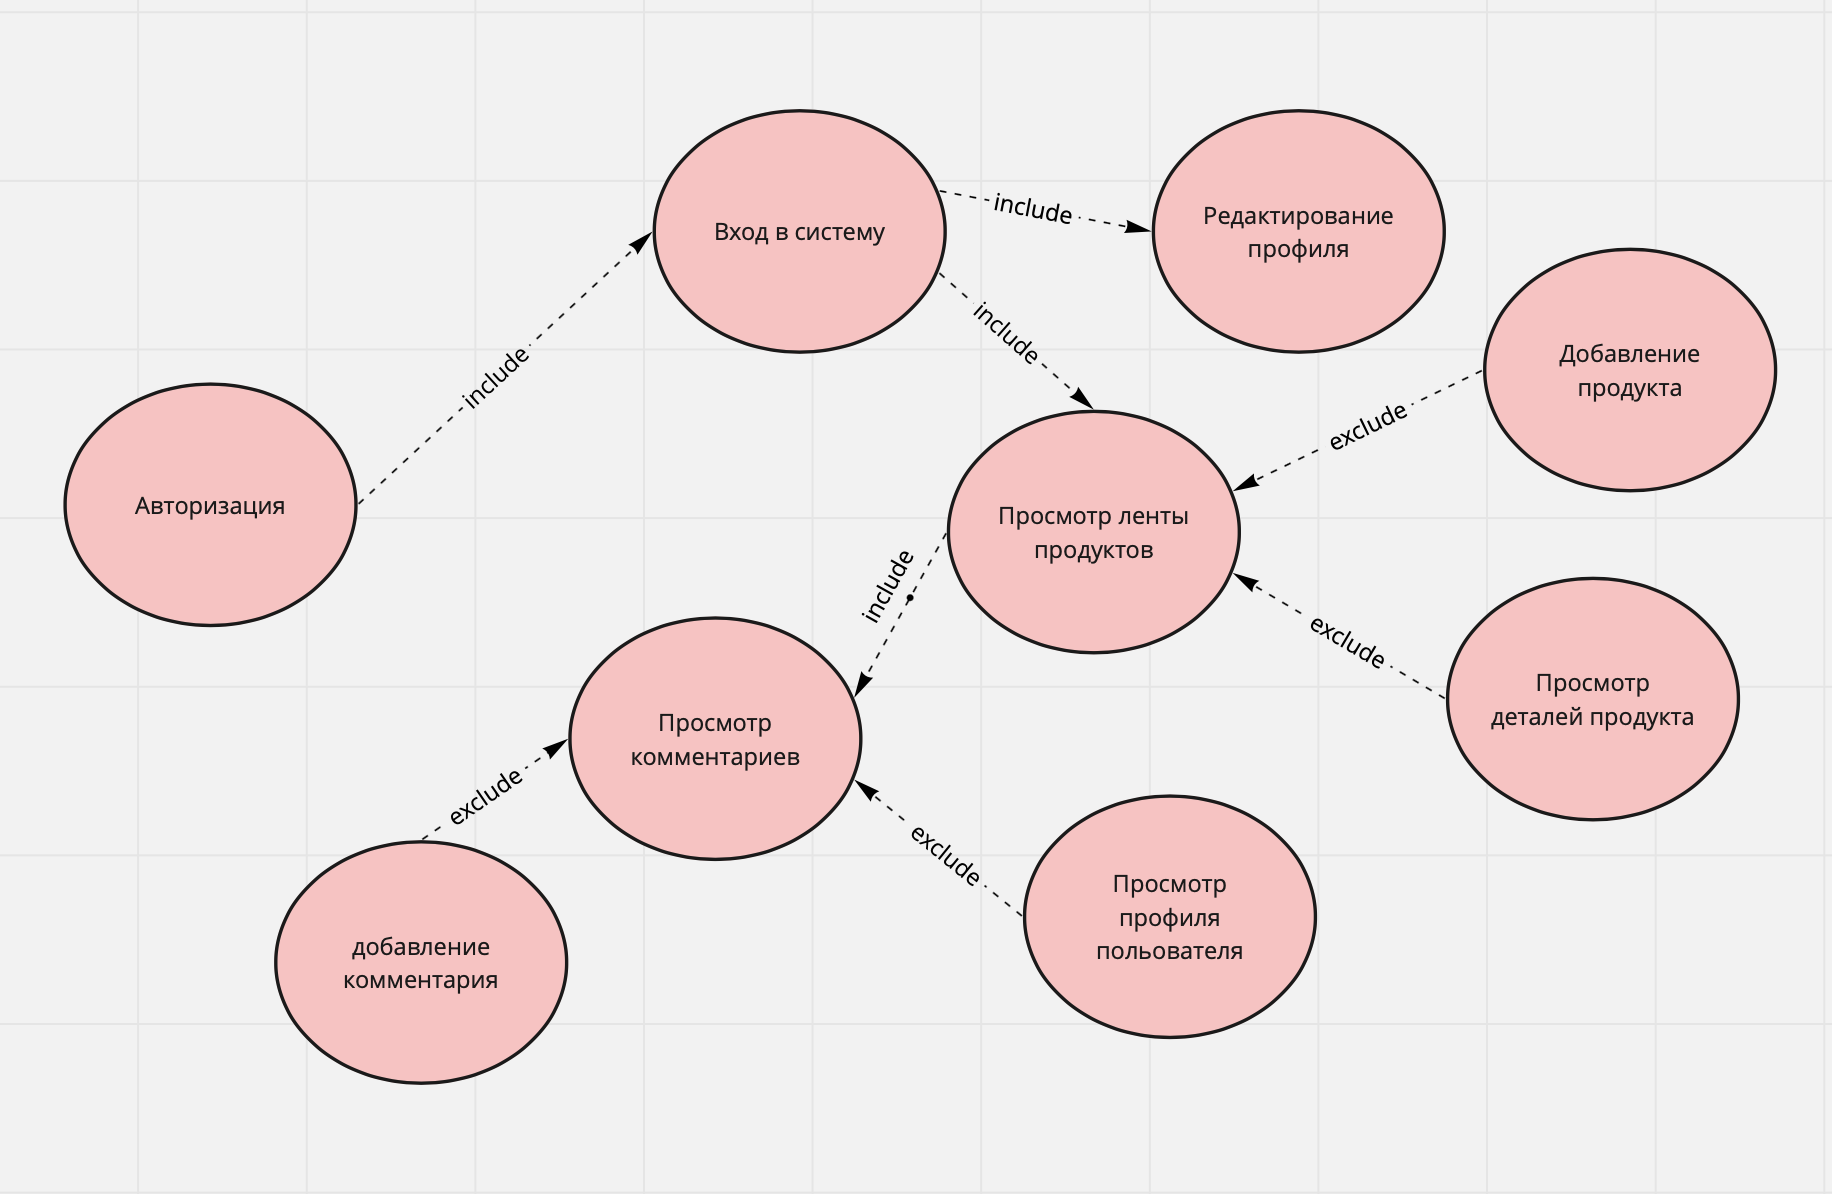 Вход в систему
include
Редактирование
профиля
include
Добавление
продукта
include
exclude
Авторизация
Просмотр ленты
продуктов
include
exclude
Просмотр
деталей продукта
Просмотр
комментариев
exclude
exclude
Просмотр
профиля
польователя
добавление
комментария